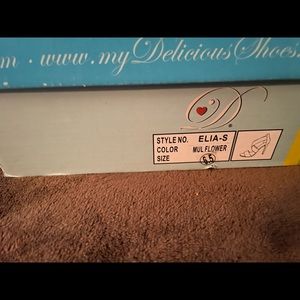 m · www.myDeliciousShoes.
D
STYLE NO. ELIA-S
COLOR MUL FLOWER
SIZE 6.5